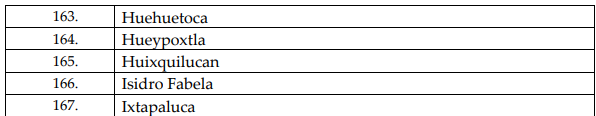 163. Huehuetoca
164. Hueypoxtla
165. Huixquilucan
166. Isidro Fabela
167. Ixtapaluca